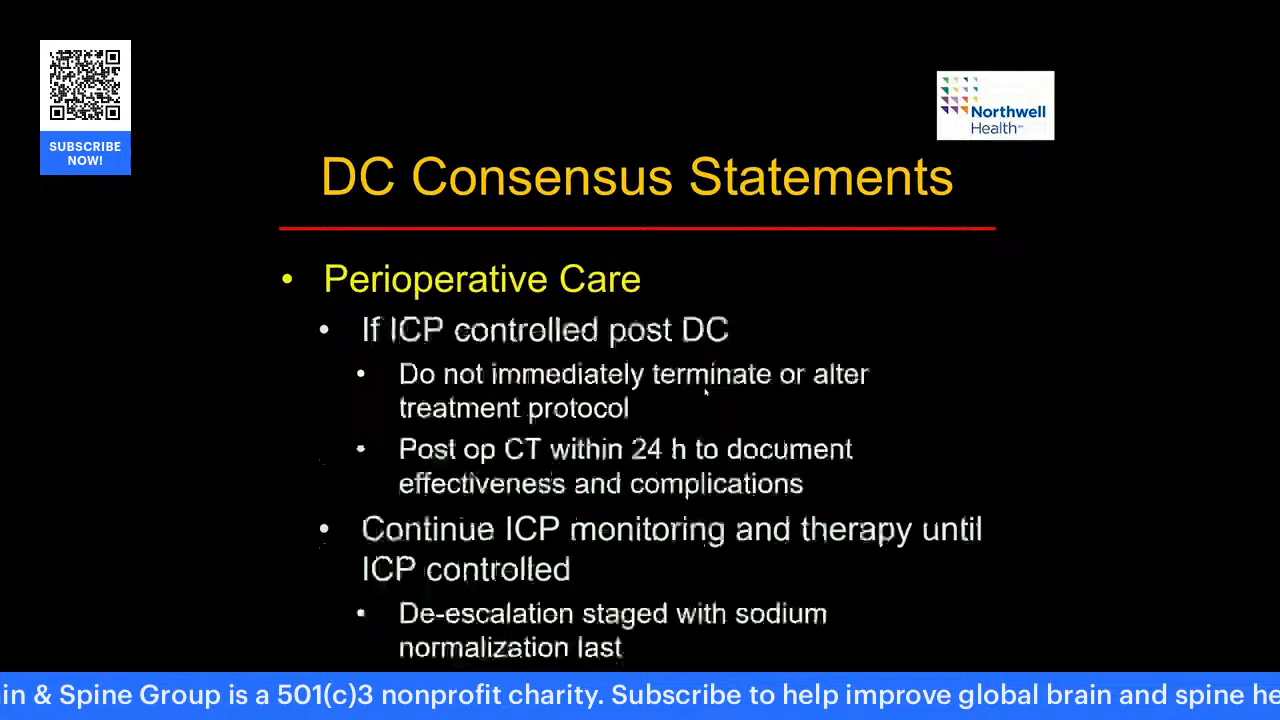 SUBSCRIBE
NOW!
Northwell
Health
DC Consensus Statements
• Perioperative Care
• If ICP controlled post DC
• Do not immediately terminate or alter
treatment protocol
• Post op CT within 24 h to document
effectiveness and complications
• Continue ICP monitoring and therapy until
ICP controlled
• De-escalation staged with sodium
normalization last
in & Spine Group is a 501(c)3 nonprofit charity. Subscribe to help improve global brain and spine he